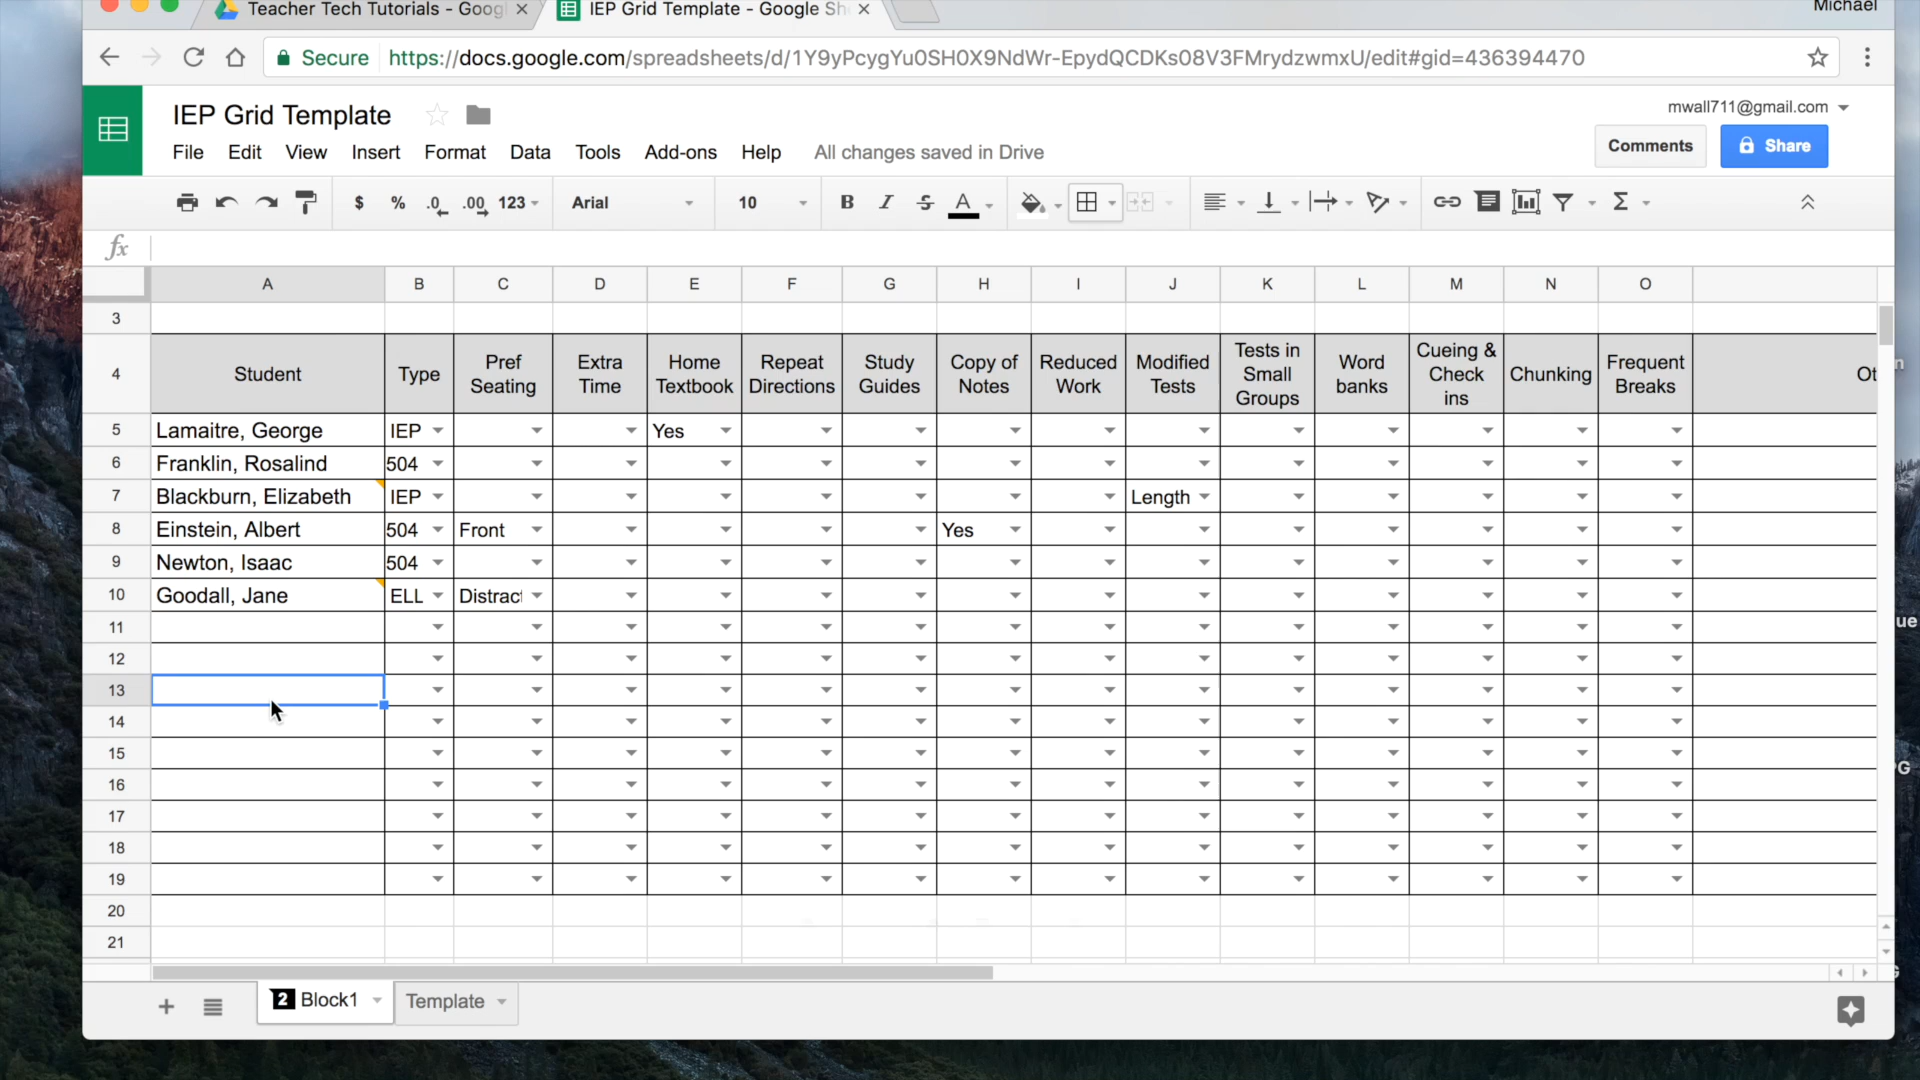 Michael
Teacher Tech Tutorials - Goog
IEP Grid Template - Google Sh
Secure https://docs.google.com/spreadsheets/d/1Y9yPcygYu0SH0X9NdWr-EpydQCDKs08V3FMrydzwmxU/edit#gid=436394470
IEP Grid Template
mwall711@gmail.com
File Edit View Insert Format Data Tools Add-ons Help All changes saved in Drive
Comments
Share
$ % .0 .00 123 Arial 10 B I S A Σ
fx
A B C D E F G H I J K L M N O
3
4 Student Type Pref Seating Extra Time Home Textbook Repeat Directions Study Guides Copy of Notes Reduced Work Modified Tests Tests in Small Groups Word banks Cueing & Check ins Chunking Frequent Breaks Ot
5 Lamaitre, George IEP Yes
6 Franklin, Rosalind 504
7 Blackburn, Elizabeth IEP Length
8 Einstein, Albert 504 Front Yes
9 Newton, Isaac 504
10 Goodall, Jane ELL Distract
11
12
13
14
15
16
17
18
19
20
21
2 Block1 Template
ue